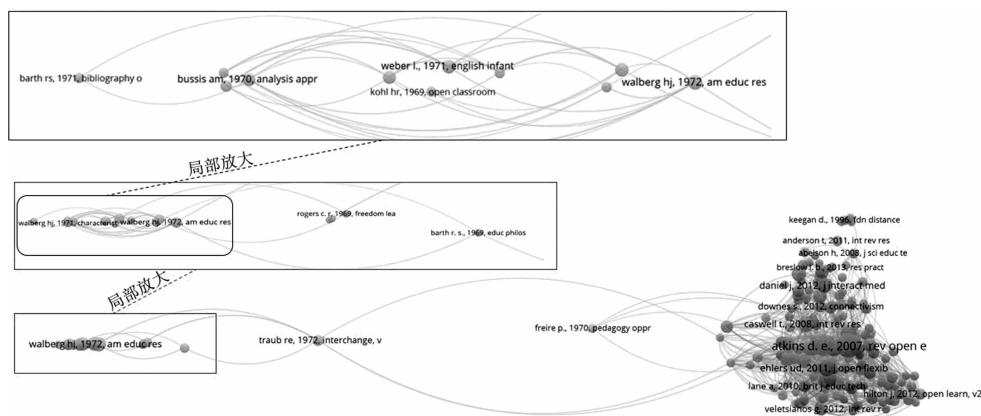 weber l., 1971, english infant
barth rs, 1971, bibliography o
bussis am, 1970, analysis appr
walberg hj, 1972, am educ res
kohl hr, 1969, open classroom
局部放大
rogers c. r, 1969, freedom lea
walberg hj, 1971, characterist
walberg hj, 1972, am educ res
barth r. s., 1969, educ philos
局部放大
keegan d., 1996, fdn distance
anderson t, 2011, int rev res
abelson h, 2008, j sci educ te
breslow l. b., 2013, res pract
daniel j, 2012, j interact med
downes s., 2012, connectivism
caswell t., 2008, int rev res
freire p., 1970, pedagogy oppr
traub re, 1972, interchange, v
walberg hj, 1972, am educ res
atkins d. e., 2007, rev open e
ehlers ud, 2011, j open flexib
lane a, 2010, brit j educ tech
hilton j, 2012, open learn, v2
veletsianos g, 2012, int rev r